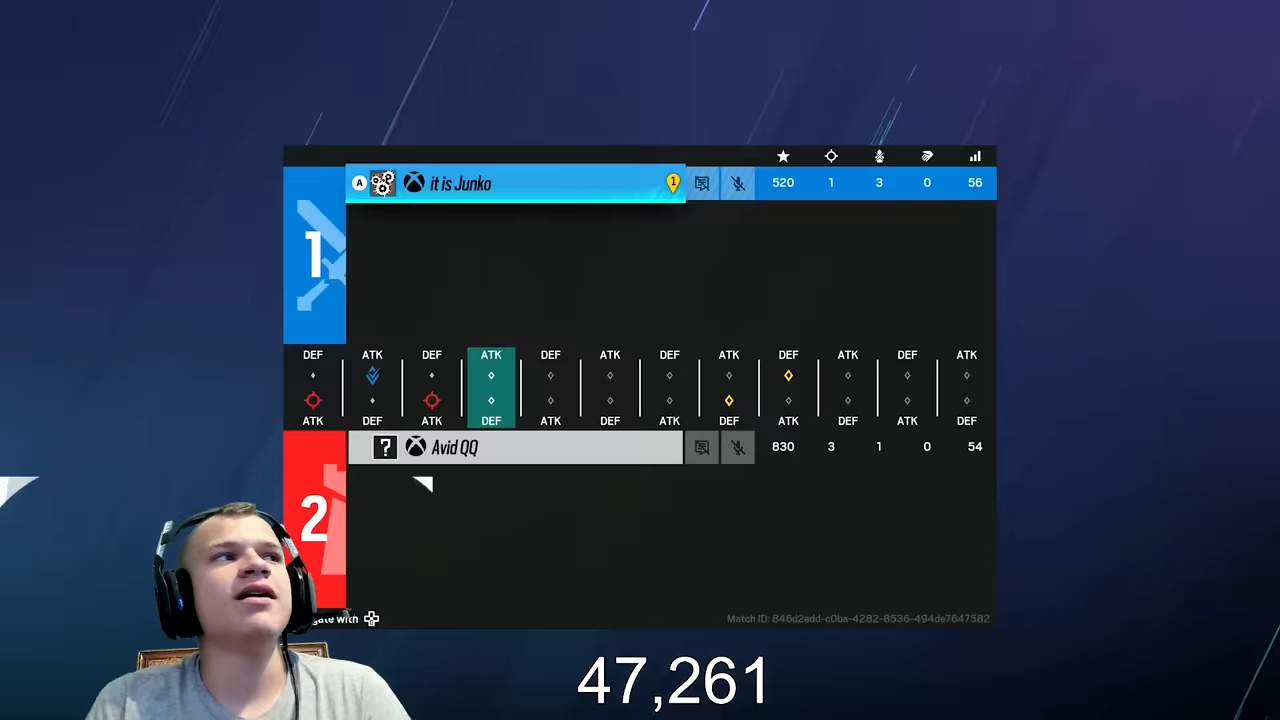 1
A it is Junko 1 520 1 3 0 56
DEF ATK DEF ATK DEF ATK DEF ATK DEF ATK DEF ATK
ATK DEF ATK DEF ATK DEF ATK DEF ATK DEF ATK DEF
2
? Avid QQ 830 3 1 0 54
gate with
Match ID: 846d2edd-c0ba-4282-8536-494da7647582
47,261